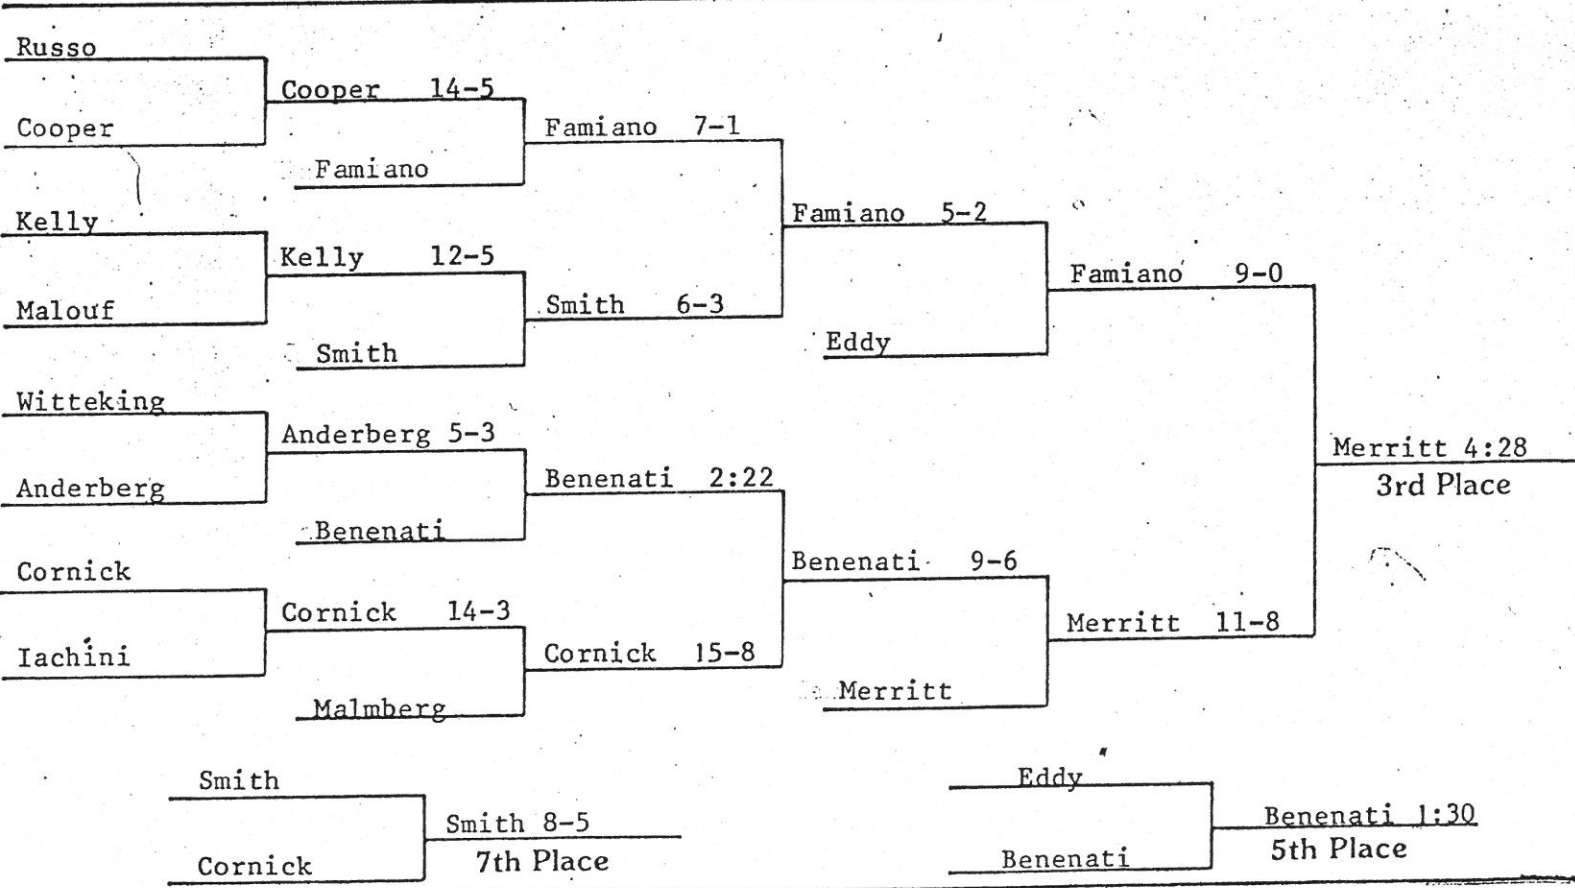 Russo
Cooper 14-5
Cooper
Famiano 7-1
Famiano
Kelly
Famiano 5-2
Kelly 12-5
Famiano 9-0
Malouf
Smith 6-3
Smith
Eddy
Witteking
Anderberg 5-3
Merritt 4:28
Anderberg
Benenati 2:22
3rd Place
Benenati
Cornick
Benenati 9-6
Cornick 14-3
Merritt 11-8
Iachini
Cornick 15-8
Malmberg
Merritt
Smith
Smith 8-5
Cornick
7th Place
Eddy
Benenati 1:30
Benenati
5th Place